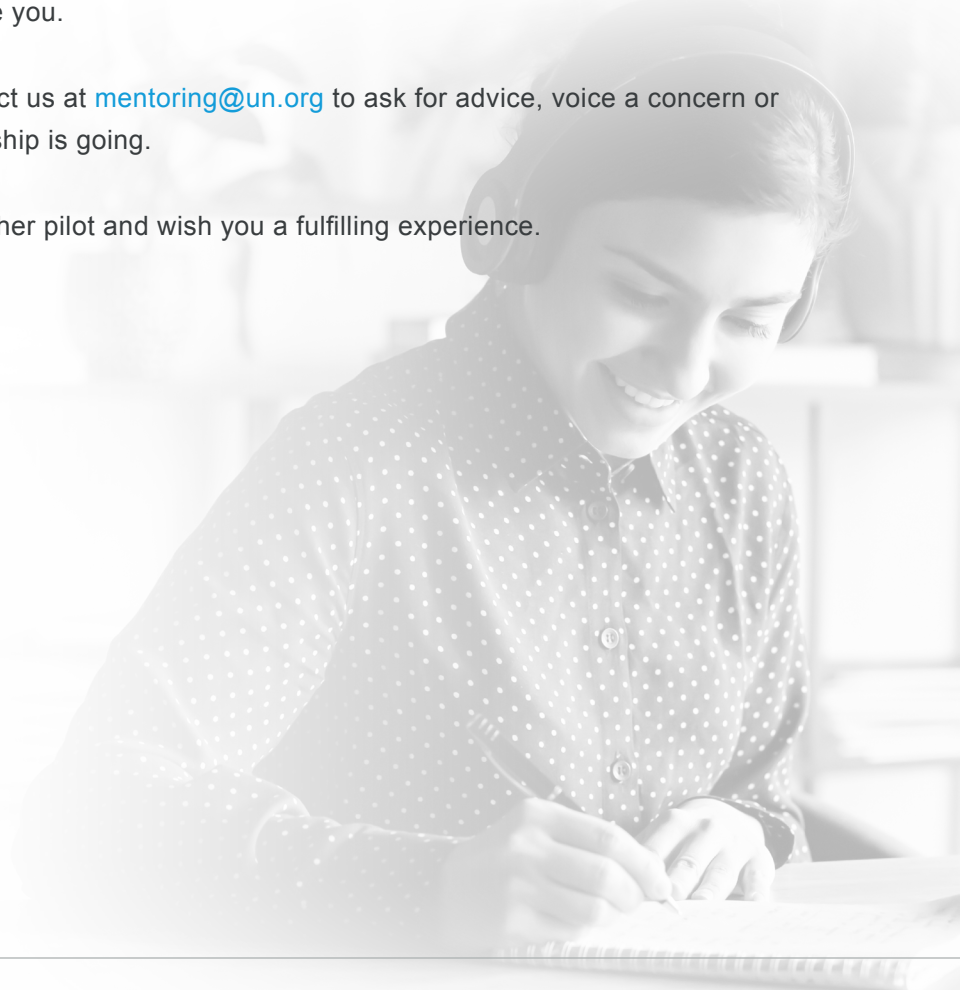 e you.
ct us at mentoring@un.org to ask for advice, voice a concern or
ship is going.
her pilot and wish you a fulfilling experience.